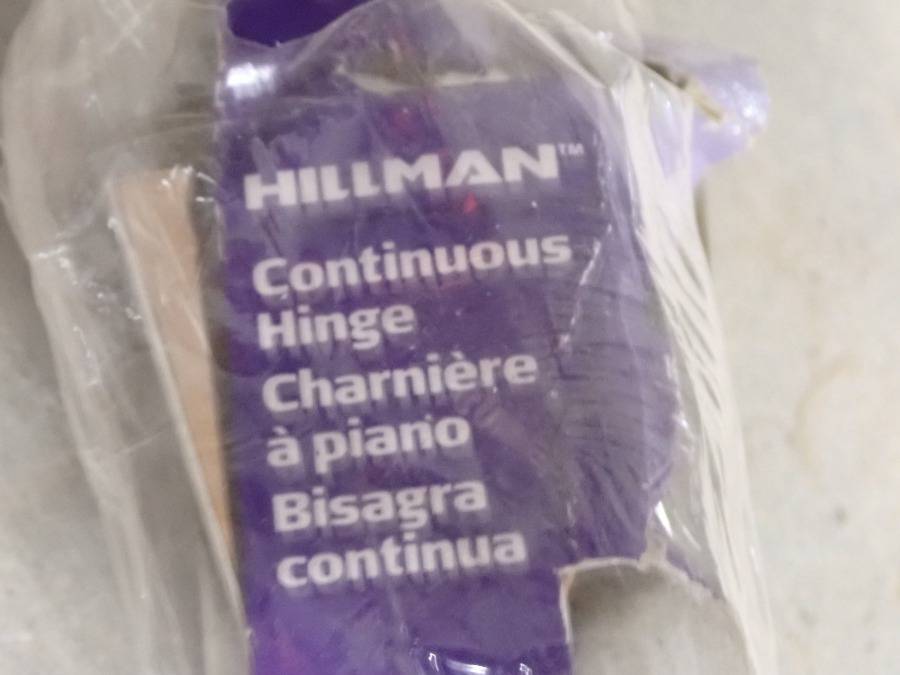 HILLMAN™
Continuous
Hinge
Charnière
à piano
Bisagra
continua